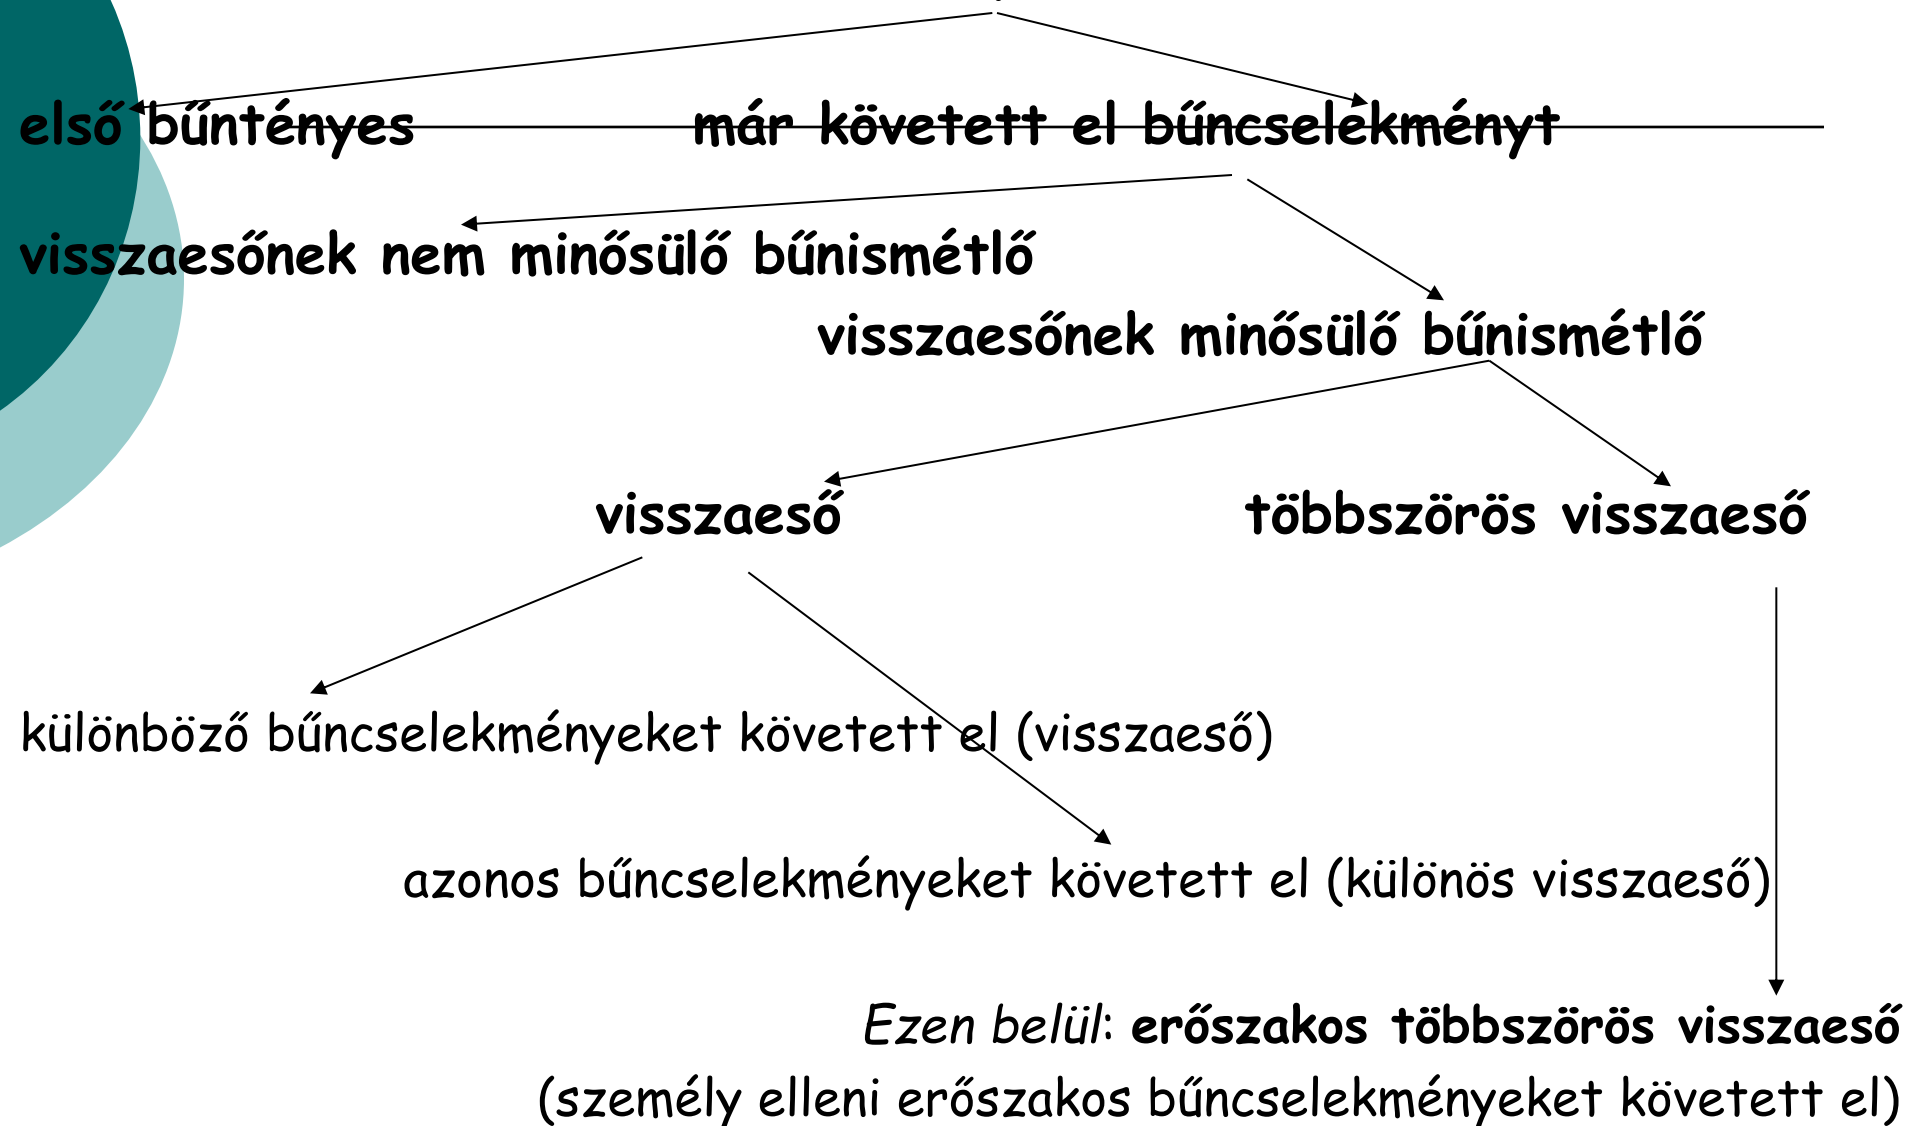 első bűntényes már követett el bűncselekményt
visszaesőnek nem minősülő bűnismétlő
visszaesőnek minősülő bűnismétlő
visszaeső többszörös visszaeső
különböző bűncselekményeket követett el (visszaeső)
azonos bűncselekményeket követett el (különös visszaeső)
Ezen belül: erőszakos többszörös visszaeső
(személy elleni erőszakos bűncselekményeket követett el)